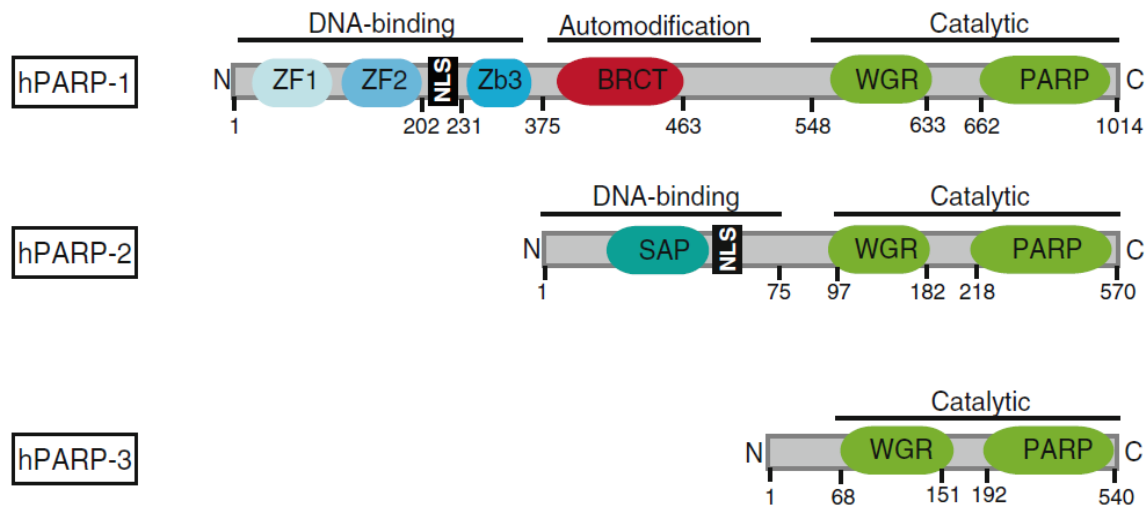 DNA-binding Automodification Catalytic
hPARP-1 N ZF1 ZF2 NLS Zb3 BRCT WGR PARP C
1 202 231 375 463 548 633 662 1014
DNA-binding Catalytic
hPARP-2 N SAP NLS WGR PARP C
1 75 97 182 218 570
Catalytic
hPARP-3 N WGR PARP C
1 68 151 192 540